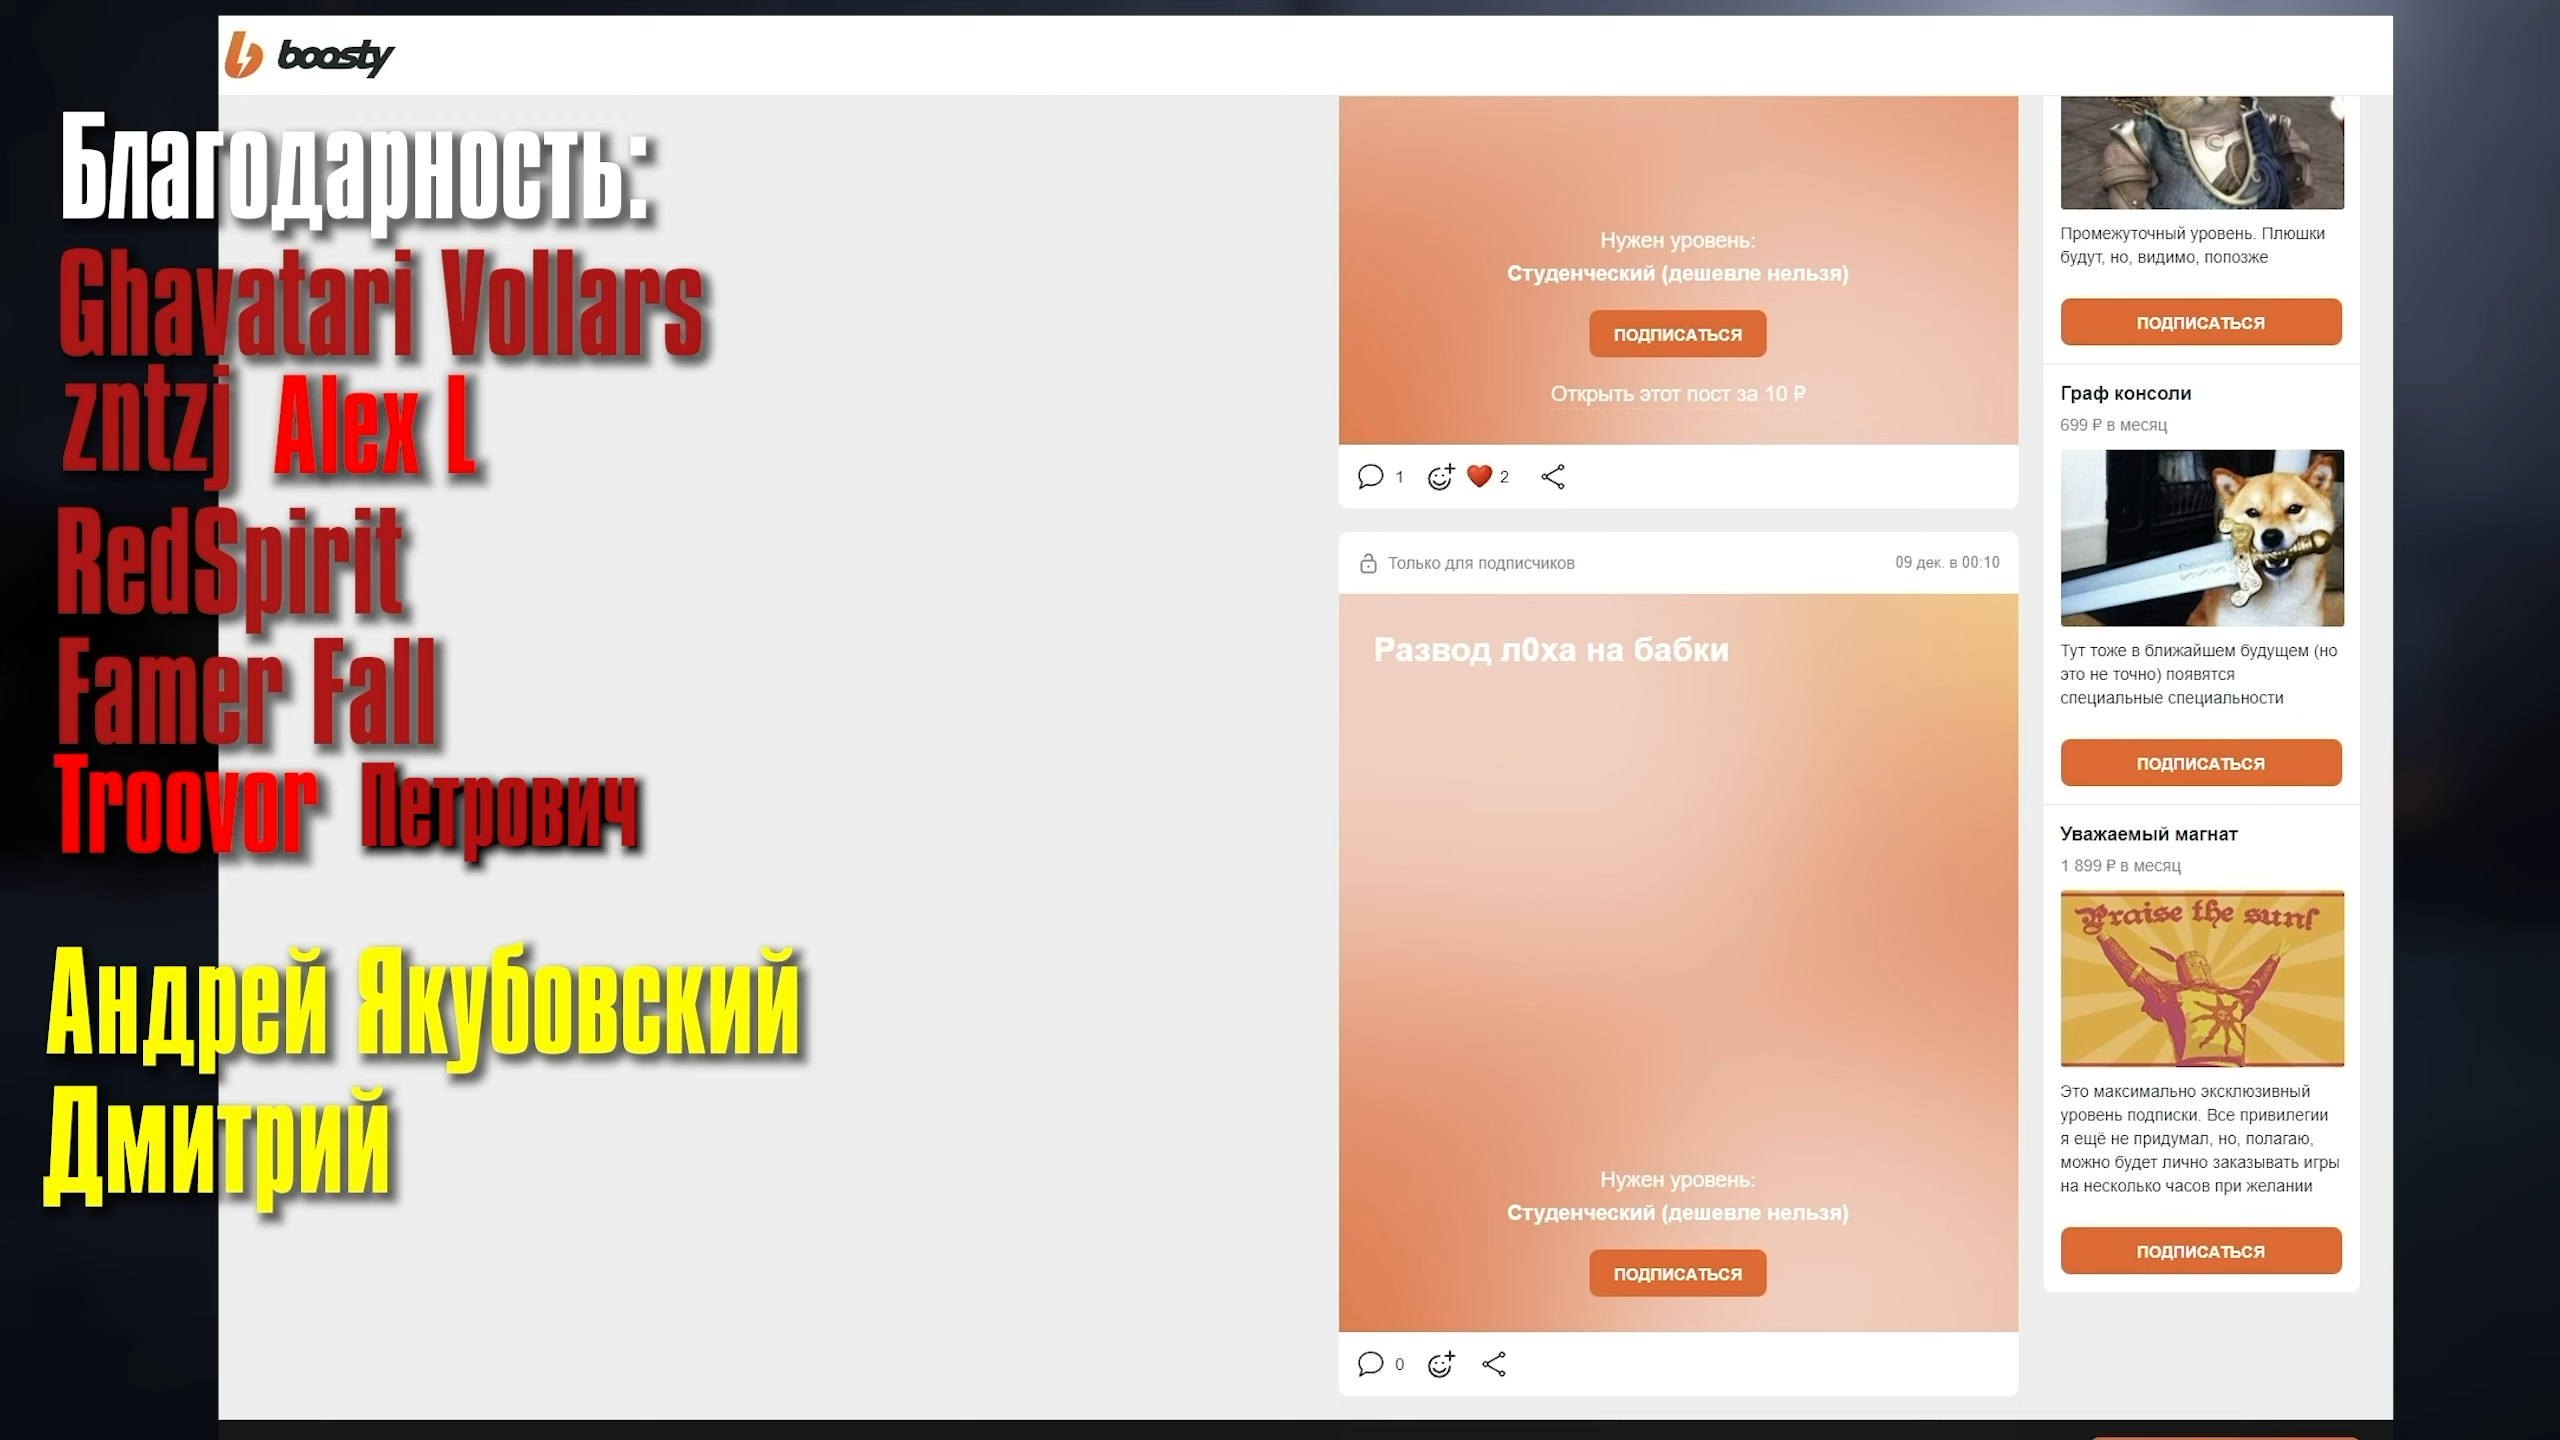 boosty
Благодарность:
Ghavatari Vollars
zntzj Alex L
RedSpirit
Famer Fall
Troovor Петрович
Андрей Якубовский
Дмитрий
Нужен уровень:
Студенческий (дешевле нельзя)
ПОДПИСАТЬСЯ
Открыть этот пост за 10 ₽
1
2
Только для подписчиков
09 дек. в 00:10
Развод л0ха на бабки
Нужен уровень:
Студенческий (дешевле нельзя)
ПОДПИСАТЬСЯ
0
Промежуточный уровень. Плюшки
будут, но, видимо, попозже
ПОДПИСАТЬСЯ
Граф консоли
699 ₽ в месяц
Тут тоже в ближайшем будущем (но
это не точно) появятся
специальные специальности
ПОДПИСАТЬСЯ
Уважаемый магнат
1 899 ₽ в месяц
Praise the sun!
Это максимально эксклюзивный
уровень подписки. Все привилегии
я ещё не придумал, но, полагаю,
можно будет лично заказывать игры
на несколько часов при желании
ПОДПИСАТЬСЯ